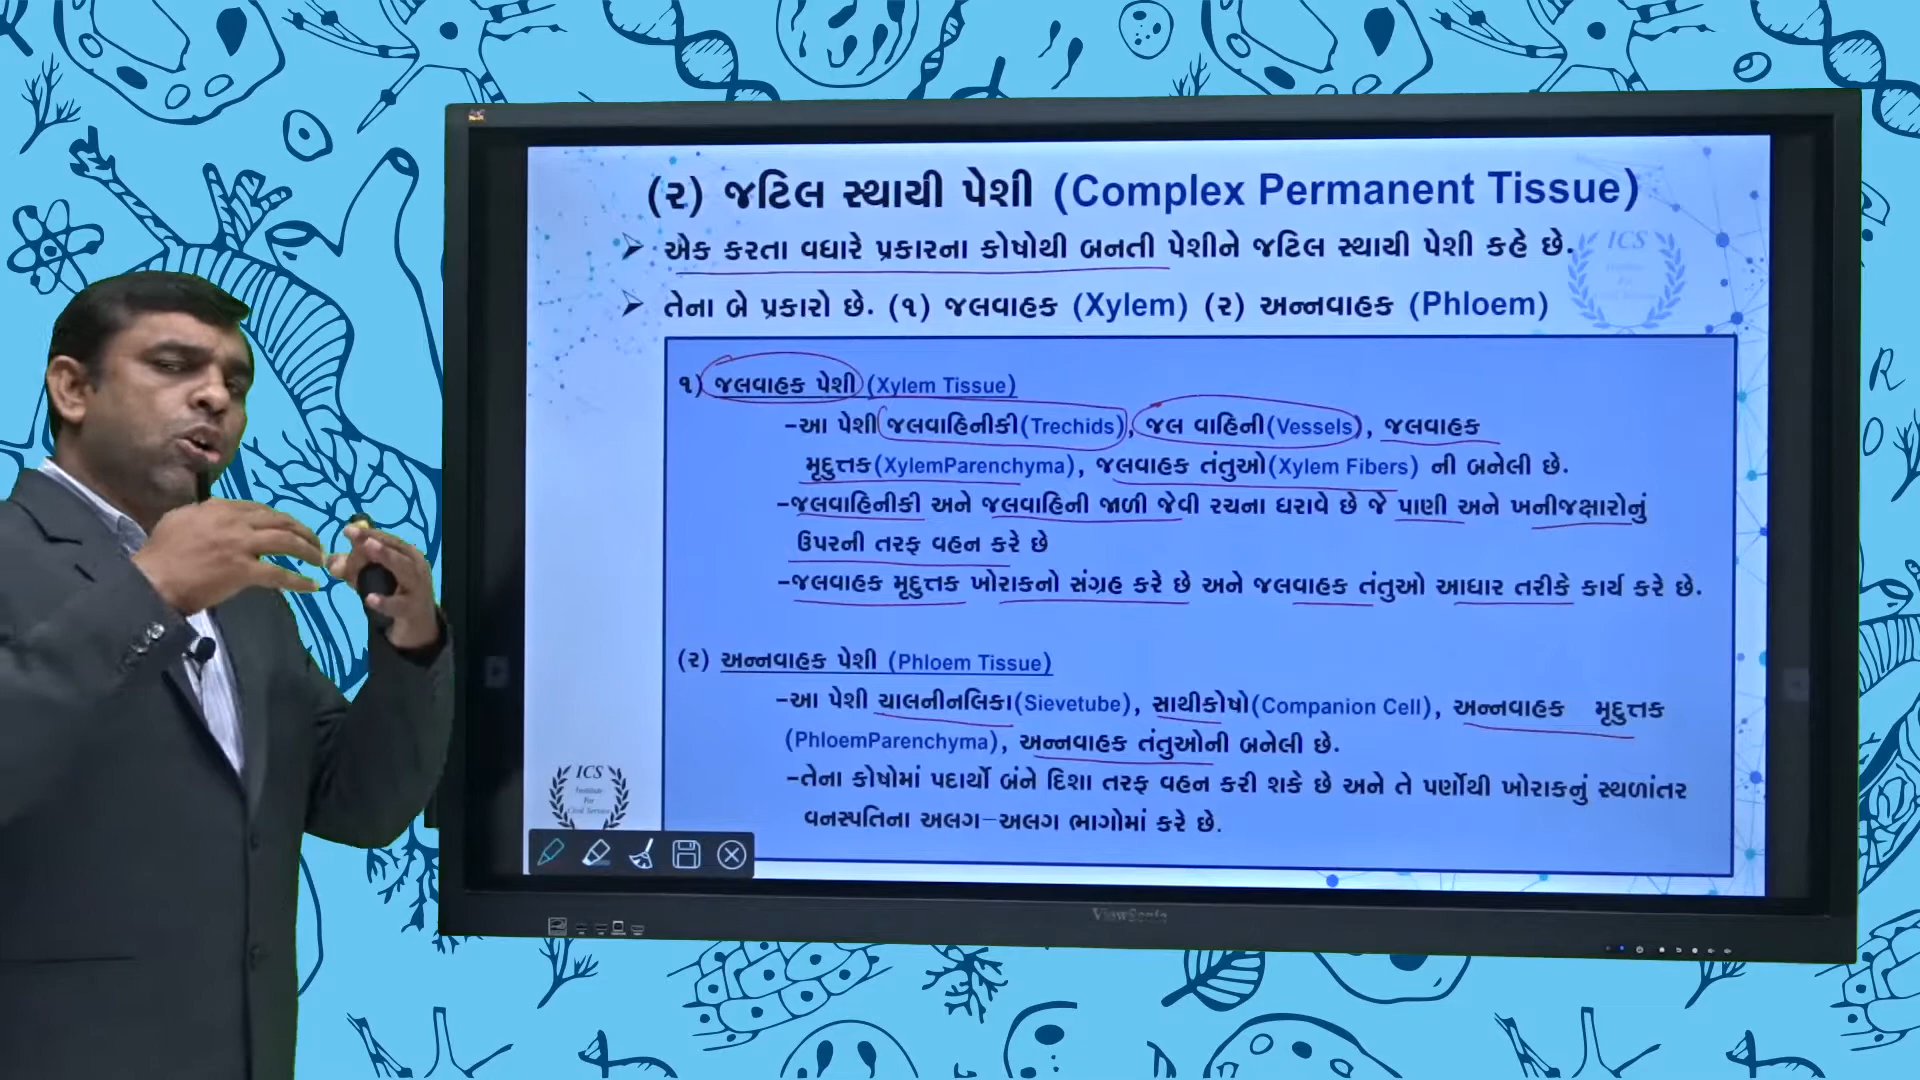 (૨) જટિલ સ્થાયી પેશી (Complex Permanent Tissue)
➢ એક કરતા વધારે પ્રકારના કોષોથી બનતી પેશીને જટિલ સ્થાયી પેશી કહે છે.
➢ તેના બે પ્રકારો છે. (૧) જલવાહક (Xylem) (૨) અન્નવાહક (Phloem)
ICS
૧) જલવાહક પેશી (Xylem Tissue)
-આ પેશી જલવાહિનીકી(Trechids), જલ વાહિની(Vessels), જલવાહક
મૃદુત્તક(XylemParenchyma), જલવાહક તંતુઓ(Xylem Fibers) ની બનેલી છે.
-જલવાહિનીકી અને જલવાહિની જાળી જેવી રચના ધરાવે છે જે પાણી અને ખનીજક્ષારોનું
ઉપરની તરફ વહન કરે છે
-જલવાહક મૃદુત્તક ખોરાકનો સંગ્રહ કરે છે અને જલવાહક તંતુઓ આધાર તરીકે કાર્ય કરે છે.
(૨) અન્નવાહક પેશી (Phloem Tissue)
-આ પેશી ચાલનીનલિકા(Sievetube), સાથીકોષો(Companion Cell), અન્નવાહક મૃદુત્તક
(PhloemParenchyma), અન્નવાહક તંતુઓની બનેલી છે.
-તેના કોષોમાં પદાર્થો બંને દિશા તરફ વહન કરી શકે છે અને તે પર્ણોથી ખોરાકનું સ્થળાંતર
વનસ્પતિના અલગ-અલગ ભાગોમાં કરે છે.
ICS
Institute
For
Civil Service
ViewSonic
R